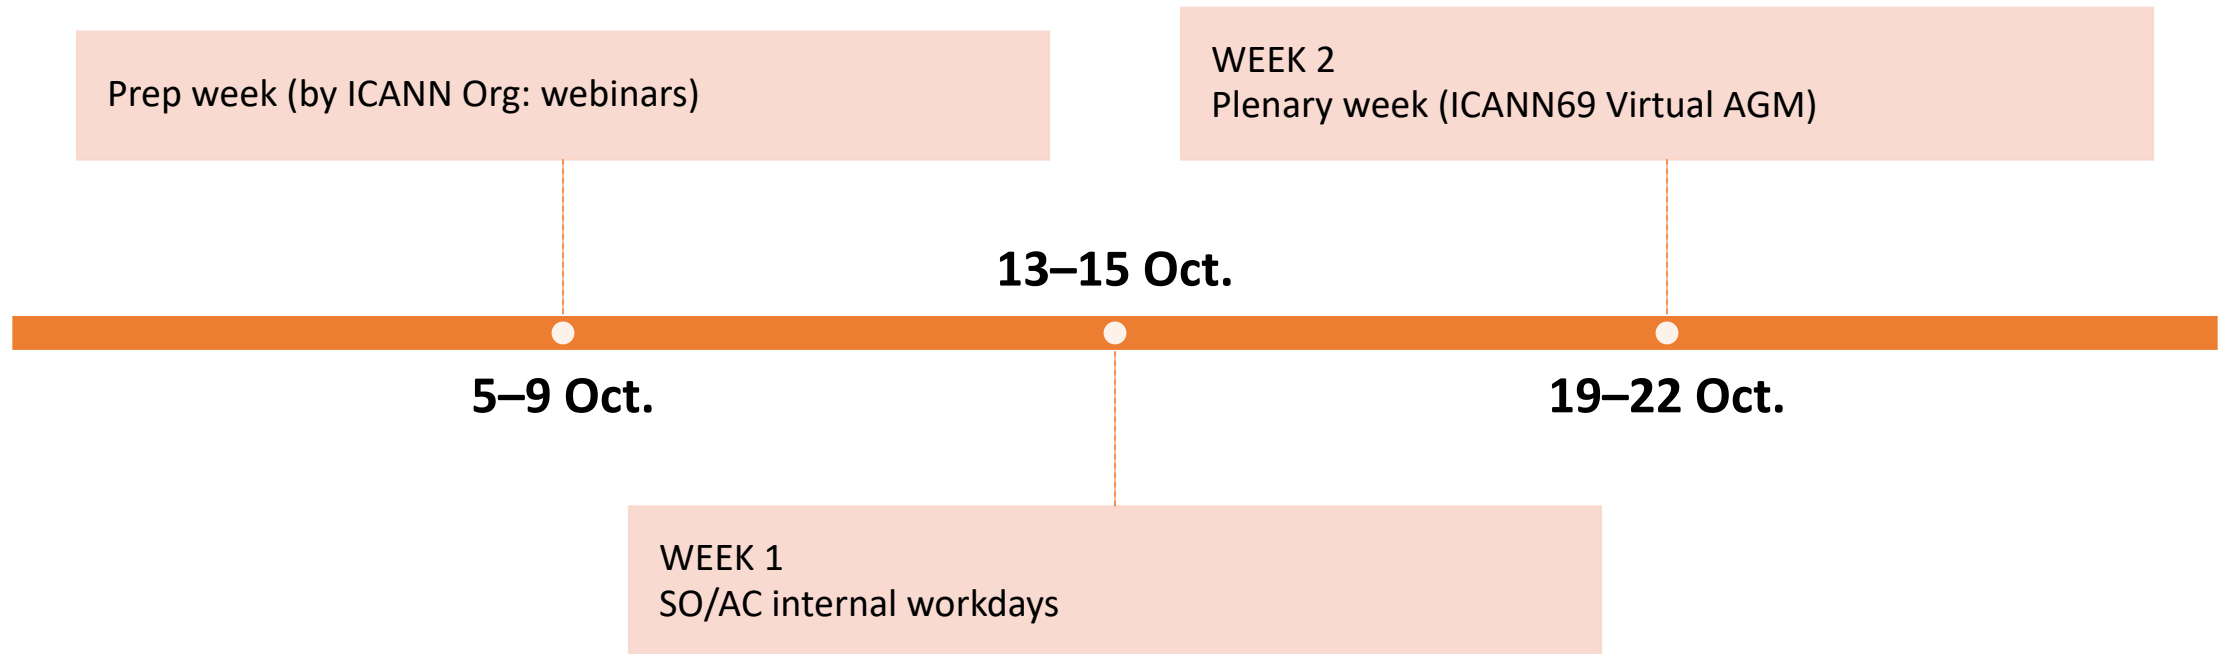 Prep week (by ICANN Org: webinars)
WEEK 2
Plenary week (ICANN69 Virtual AGM)
13–15 Oct.
5–9 Oct.
19–22 Oct.
WEEK 1
SO/AC internal workdays